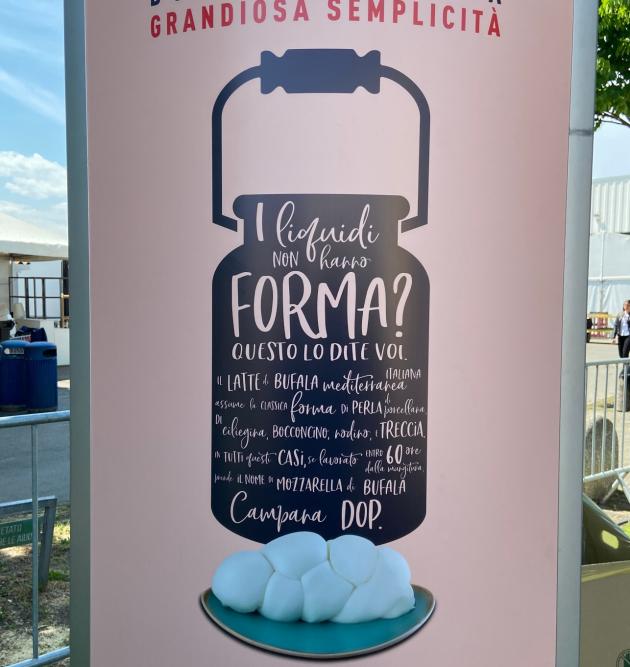 GRANDIOSA SEMPLICITÀ
I liquidi
NON hanno
FORMA?
QUESTO LO DITE VOI.
IL LATTE di BUFALA mediterranea ITALIANA
assume la CLASSICA forma DI PERLA di porcellana,
DI ciliegina, BOCCONCINO, nodino, e TRECCIA.
IN TUTTI questi CASI, se lavorato ENTRO 60 ore dalla mungitura,
prende IL NOME DI MOZZARELLA di BUFALA
Campana DOP.